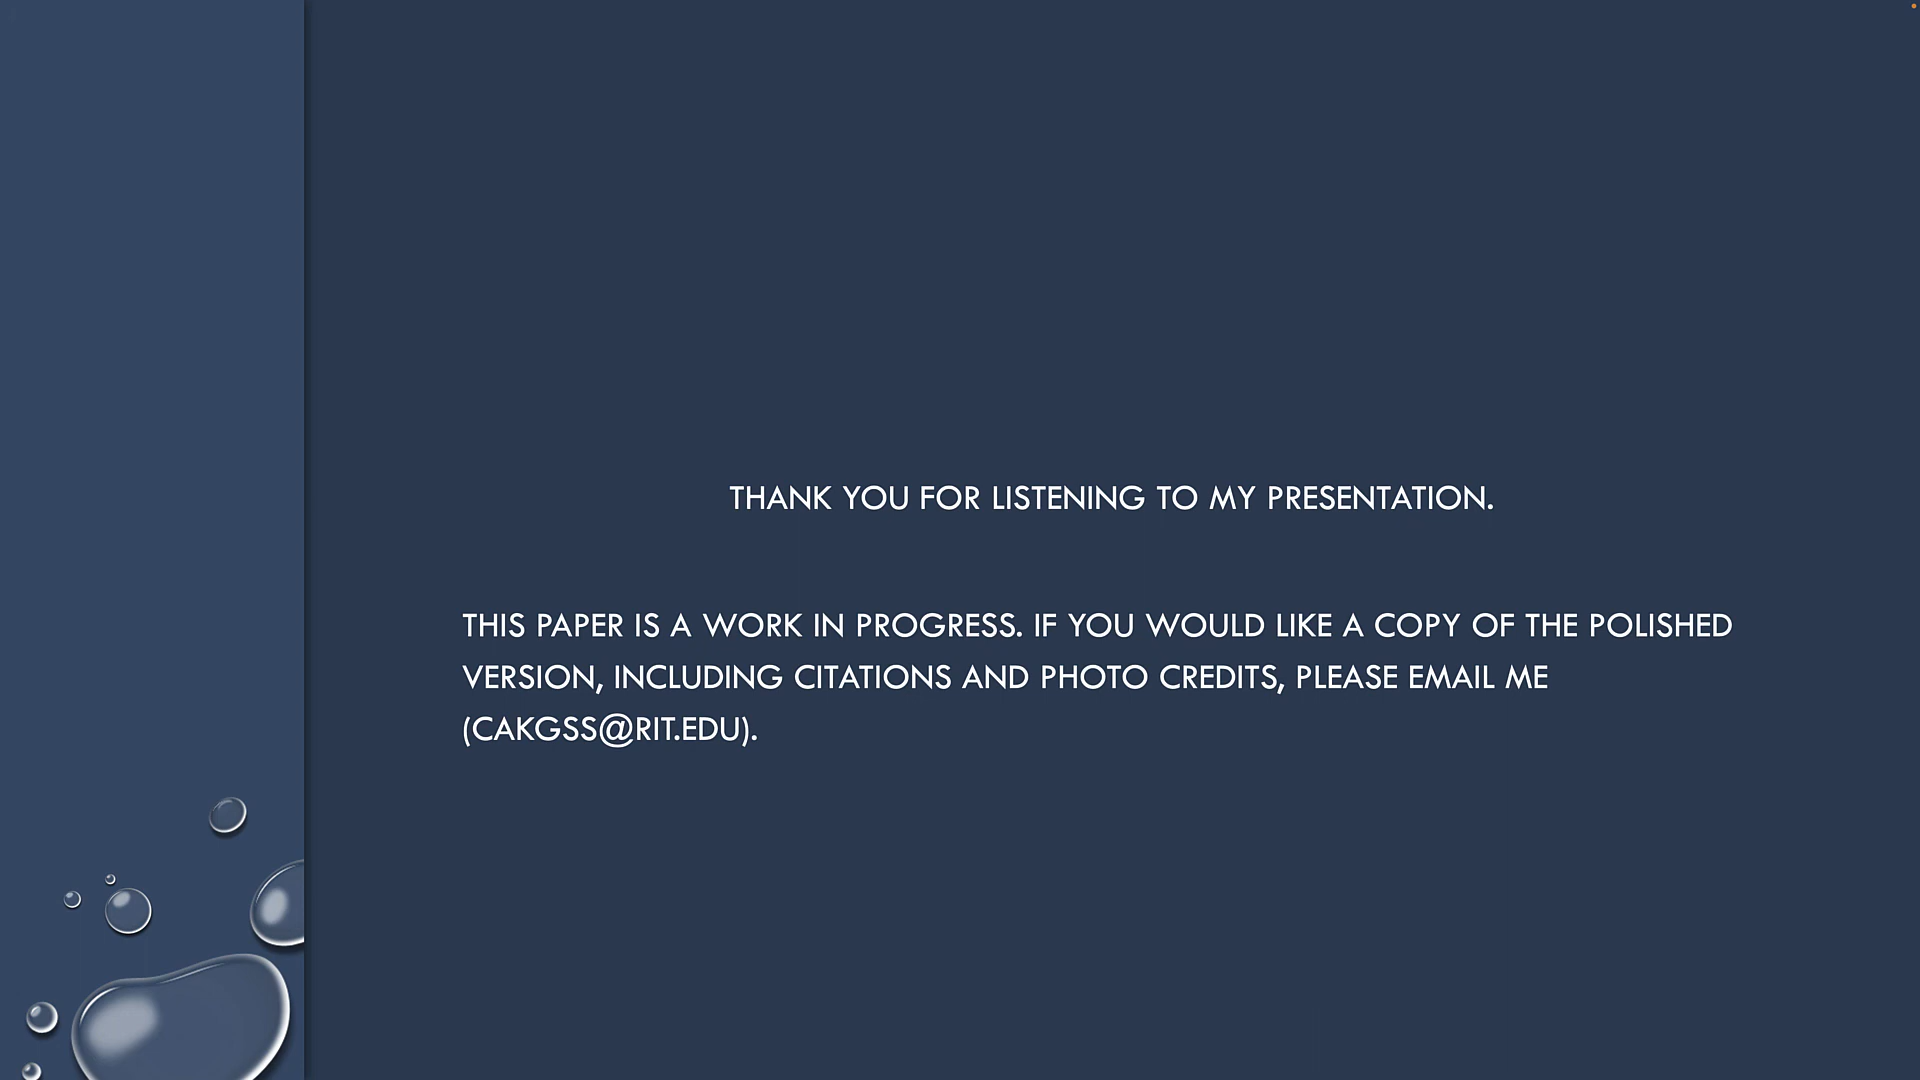 THANK YOU FOR LISTENING TO MY PRESENTATION.
THIS PAPER IS A WORK IN PROGRESS. IF YOU WOULD LIKE A COPY OF THE POLISHED
VERSION, INCLUDING CITATIONS AND PHOTO CREDITS, PLEASE EMAIL ME
(CAKGSS@RIT.EDU).